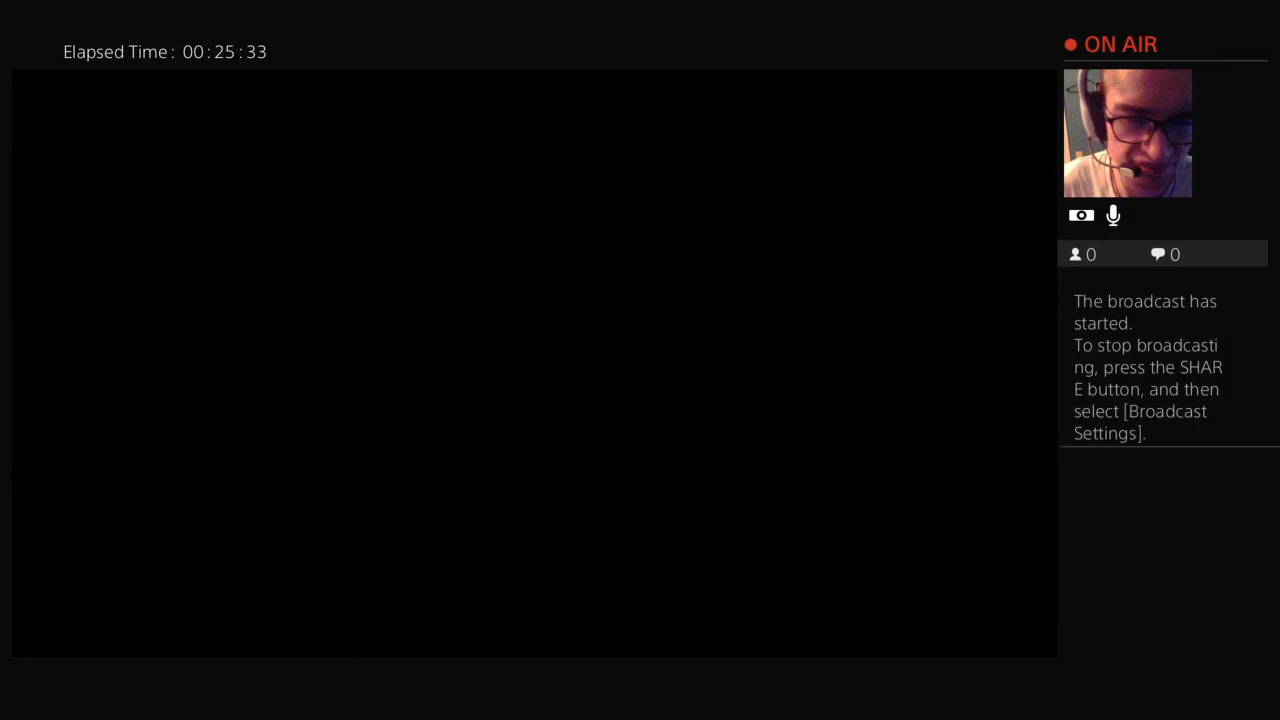 Elapsed Time: 00:25:33
ON AIR
0 0
The broadcast has
started.
To stop broadcasti
ng, press the SHAR
E button, and then
select [Broadcast
Settings].